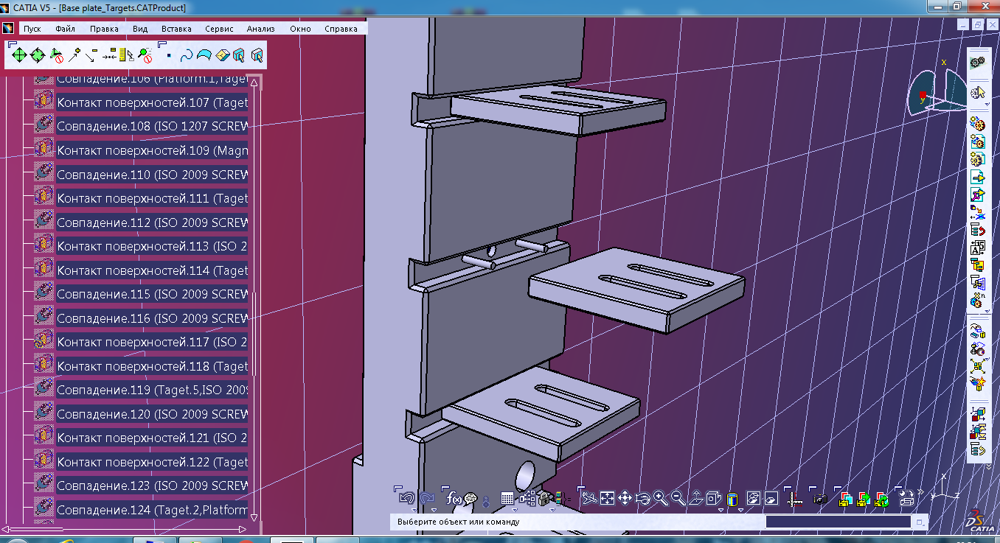 CATIA V5 - [Base plate_Targets.CATProduct]
Пуск Файл Правка Вид Вставка Сервис Анализ Окно Справка
Совпадение.106 (Platform.1,Taget
Контакт поверхностей.107 (Taget
Совпадение.108 (ISO 1207 SCREW
Контакт поверхностей.109 (Magn
Совпадение.110 (ISO 2009 SCREW
Контакт поверхностей.111 (Taget
Совпадение.112 (ISO 2009 SCREW
Контакт поверхностей.113 (ISO 2
Контакт поверхностей.114 (Taget
Совпадение.115 (ISO 2009 SCREW
Совпадение.116 (ISO 2009 SCREW
Контакт поверхностей.117 (ISO 2
Контакт поверхностей.118 (Taget
Совпадение.119 (Taget.5,ISO 2009
Совпадение.120 (ISO 2009 SCREW
Контакт поверхностей.121 (ISO 2
Контакт поверхностей.122 (Taget
Совпадение.123 (ISO 2009 SCREW
Совпадение.124 (Taget.2,Platform
x
y
f(x)
x
y
z
Выберите объект или команду
CATIA